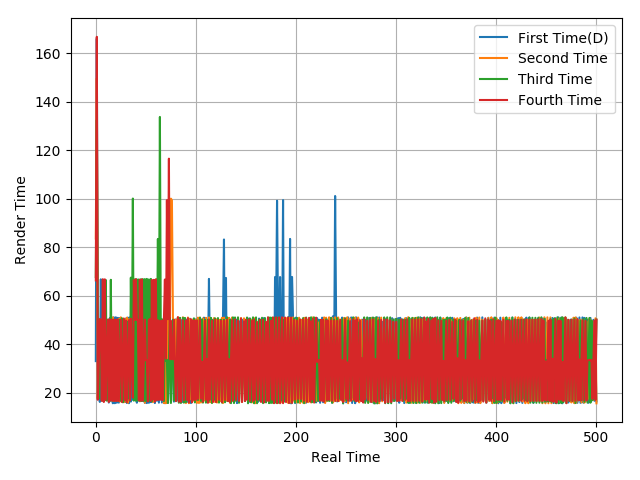 First Time(D)
Second Time
Third Time
Fourth Time
Render Time
160
140
120
100
80
60
40
20
0
100
200
300
400
500
Real Time